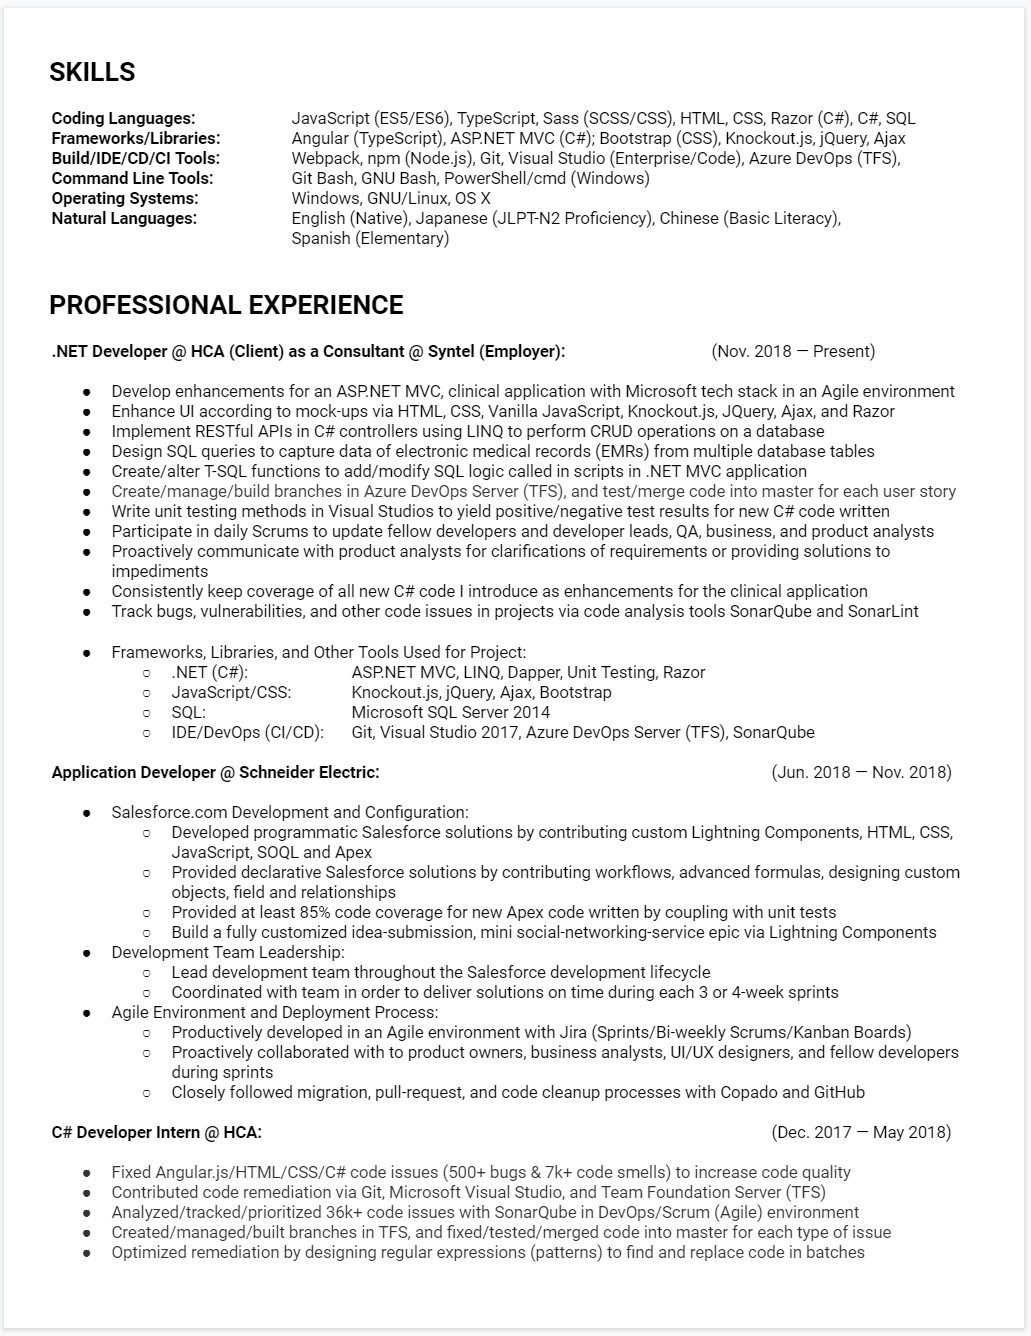 SKILLS
Coding Languages: JavaScript (ES5/ES6), TypeScript, Sass (SCSS/CSS), HTML, CSS, Razor (C#), C#, SQL
Frameworks/Libraries: Angular (TypeScript), ASP.NET MVC (C#); Bootstrap (CSS), Knockout.js, jQuery, Ajax
Build/IDE/CD/CI Tools: Webpack, npm (Node.js), Git, Visual Studio (Enterprise/Code), Azure DevOps (TFS),
Command Line Tools: Git Bash, GNU Bash, PowerShell/cmd (Windows)
Operating Systems: Windows, GNU/Linux, OS X
Natural Languages: English (Native), Japanese (JLPT-N2 Proficiency), Chinese (Basic Literacy),
Spanish (Elementary)
PROFESSIONAL EXPERIENCE
.NET Developer @ HCA (Client) as a Consultant @ Syntel (Employer): (Nov. 2018 — Present)
● Develop enhancements for an ASP.NET MVC, clinical application with Microsoft tech stack in an Agile environment
● Enhance UI according to mock-ups via HTML, CSS, Vanilla JavaScript, Knockout.js, JQuery, Ajax, and Razor
● Implement RESTful APIs in C# controllers using LINQ to perform CRUD operations on a database
● Design SQL queries to capture data of electronic medical records (EMRs) from multiple database tables
● Create/alter T-SQL functions to add/modify SQL logic called in scripts in .NET MVC application
● Create/manage/build branches in Azure DevOps Server (TFS), and test/merge code into master for each user story
● Write unit testing methods in Visual Studios to yield positive/negative test results for new C# code written
● Participate in daily Scrums to update fellow developers and developer leads, QA, business, and product analysts
● Proactively communicate with product analysts for clarifications of requirements or providing solutions to
impediments
● Consistently keep coverage of all new C# code I introduce as enhancements for the clinical application
● Track bugs, vulnerabilities, and other code issues in projects via code analysis tools SonarQube and SonarLint
● Frameworks, Libraries, and Other Tools Used for Project:
○ .NET (C#): ASP.NET MVC, LINQ, Dapper, Unit Testing, Razor
○ JavaScript/CSS: Knockout.js, jQuery, Ajax, Bootstrap
○ SQL: Microsoft SQL Server 2014
○ IDE/DevOps (CI/CD): Git, Visual Studio 2017, Azure DevOps Server (TFS), SonarQube
Application Developer @ Schneider Electric: (Jun. 2018 — Nov. 2018)
● Salesforce.com Development and Configuration:
○ Developed programmatic Salesforce solutions by contributing custom Lightning Components, HTML, CSS,
JavaScript, SOQL and Apex
○ Provided declarative Salesforce solutions by contributing workflows, advanced formulas, designing custom
objects, field and relationships
○ Provided at least 85% code coverage for new Apex code written by coupling with unit tests
○ Build a fully customized idea-submission, mini social-networking-service epic via Lightning Components
● Development Team Leadership:
○ Lead development team throughout the Salesforce development lifecycle
○ Coordinated with team in order to deliver solutions on time during each 3 or 4-week sprints
● Agile Environment and Deployment Process:
○ Productively developed in an Agile environment with Jira (Sprints/Bi-weekly Scrums/Kanban Boards)
○ Proactively collaborated with to product owners, business analysts, UI/UX designers, and fellow developers
during sprints
○ Closely followed migration, pull-request, and code cleanup processes with Copado and GitHub
C# Developer Intern @ HCA: (Dec. 2017 — May 2018)
● Fixed Angular.js/HTML/CSS/C# code issues (500+ bugs & 7k+ code smells) to increase code quality
● Contributed code remediation via Git, Microsoft Visual Studio, and Team Foundation Server (TFS)
● Analyzed/tracked/prioritized 36k+ code issues with SonarQube in DevOps/Scrum (Agile) environment
● Created/managed/built branches in TFS, and fixed/tested/merged code into master for each type of issue
● Optimized remediation by designing regular expressions (patterns) to find and replace code in batches